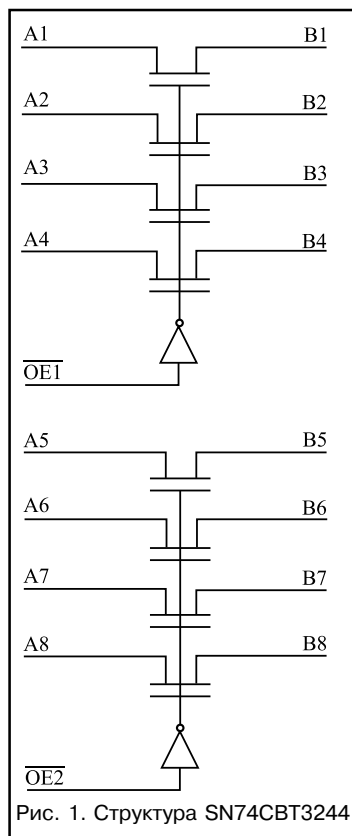 A1 B1
A2 B2
A3 B3
A4 B4
OE1
A5 B5
A6 B6
A7 B7
A8 B8
OE2
Рис. 1. Структура SN74CBT3244